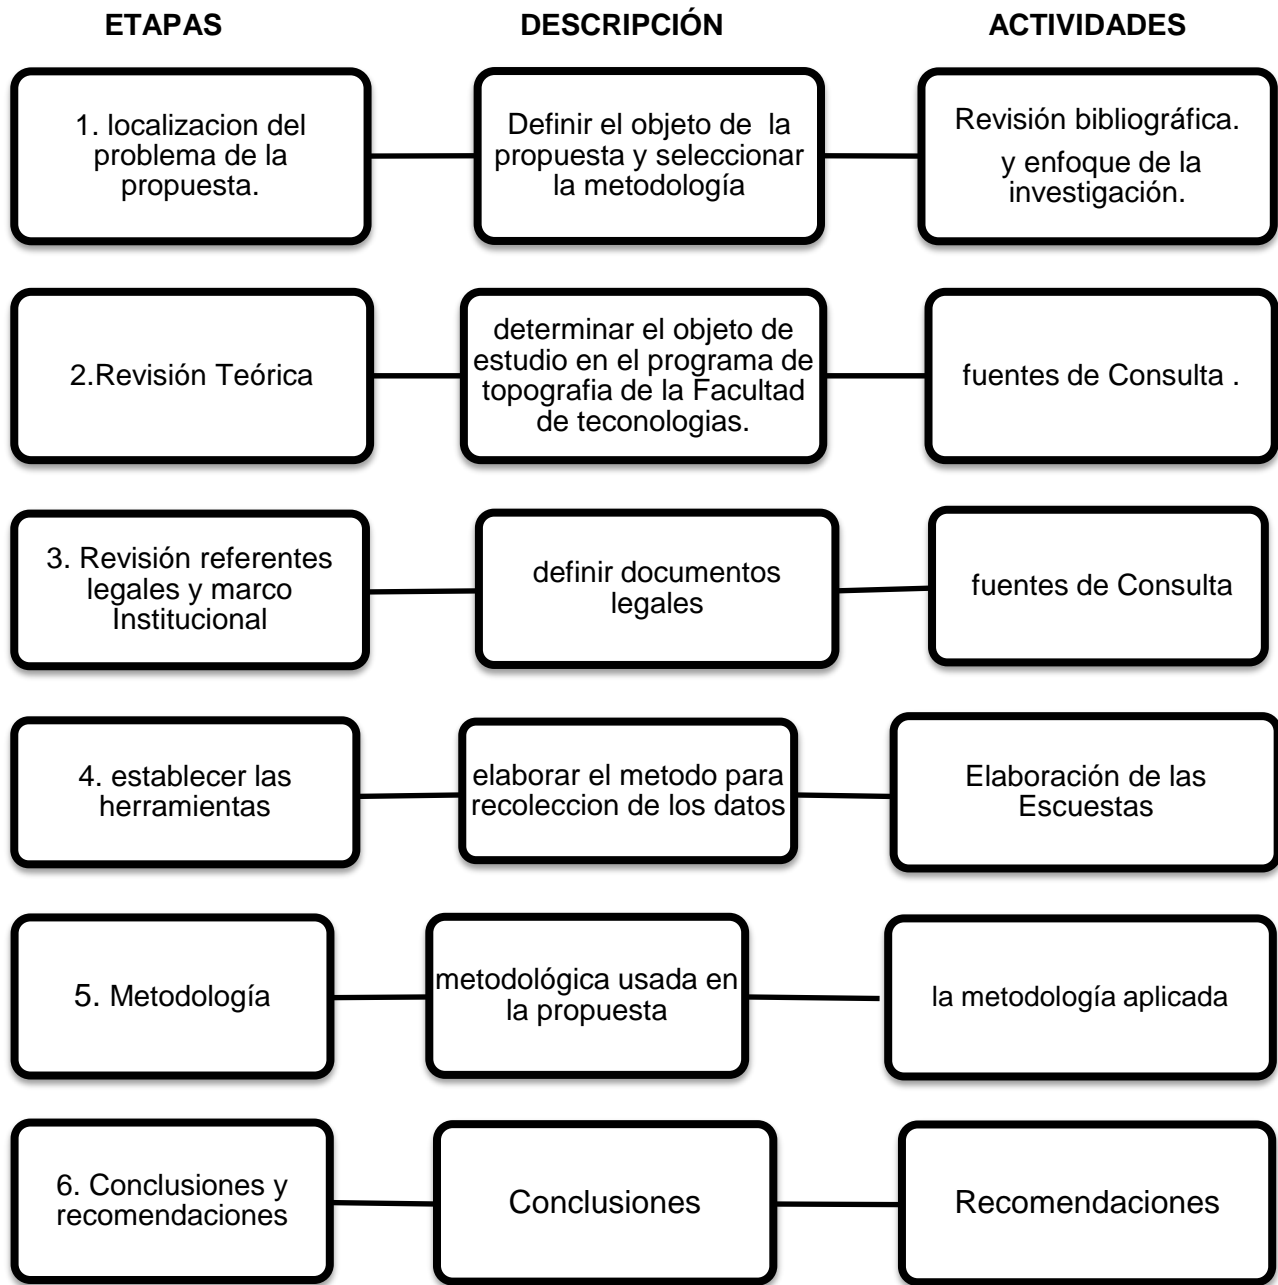 ETAPAS
DESCRIPCIÓN
ACTIVIDADES
1. localizacion del
problema de la
propuesta.
Definir el objeto de la
propuesta y seleccionar
la metodología
Revisión bibliográfica.
y enfoque de la
investigación.
2.Revisión Teórica
determinar el objeto de
estudio en el programa de
topografia de la Facultad
de teconologias.
fuentes de Consulta .
3. Revisión referentes
legales y marco
Institucional
definir documentos
legales
fuentes de Consulta
4. establecer las
herramientas
elaborar el metodo para
recoleccion de los datos
Elaboración de las
Escuestas
5. Metodología
metodológica usada en
la propuesta
la metodología aplicada
6. Conclusiones y
recomendaciones
Conclusiones
Recomendaciones